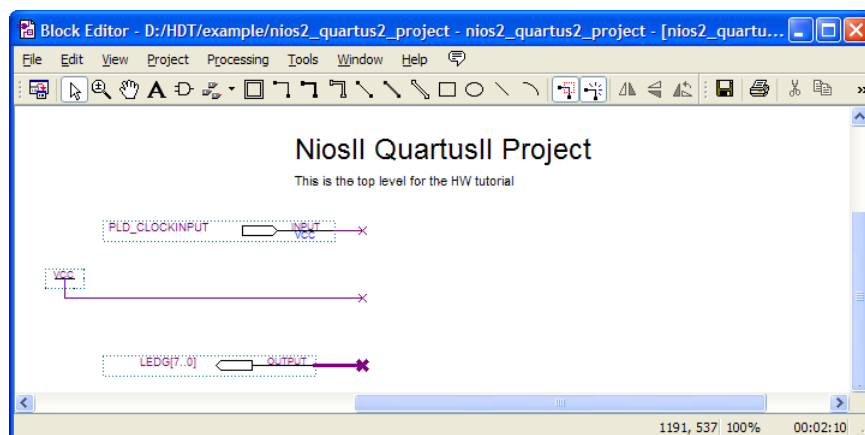 Block Editor - D:/HDT/example/nios2_quartus2_project - nios2_quartus2_project - [nios2_quartu...
File Edit View Project Processing Tools Window Help
A
NiosII QuartusII Project
This is the top level for the HW tutorial
PLD_CLOCKINPUT INPUT
VCC
VCC
LEDG[7..0] OUTPUT
1191, 537 100% 00:02:10